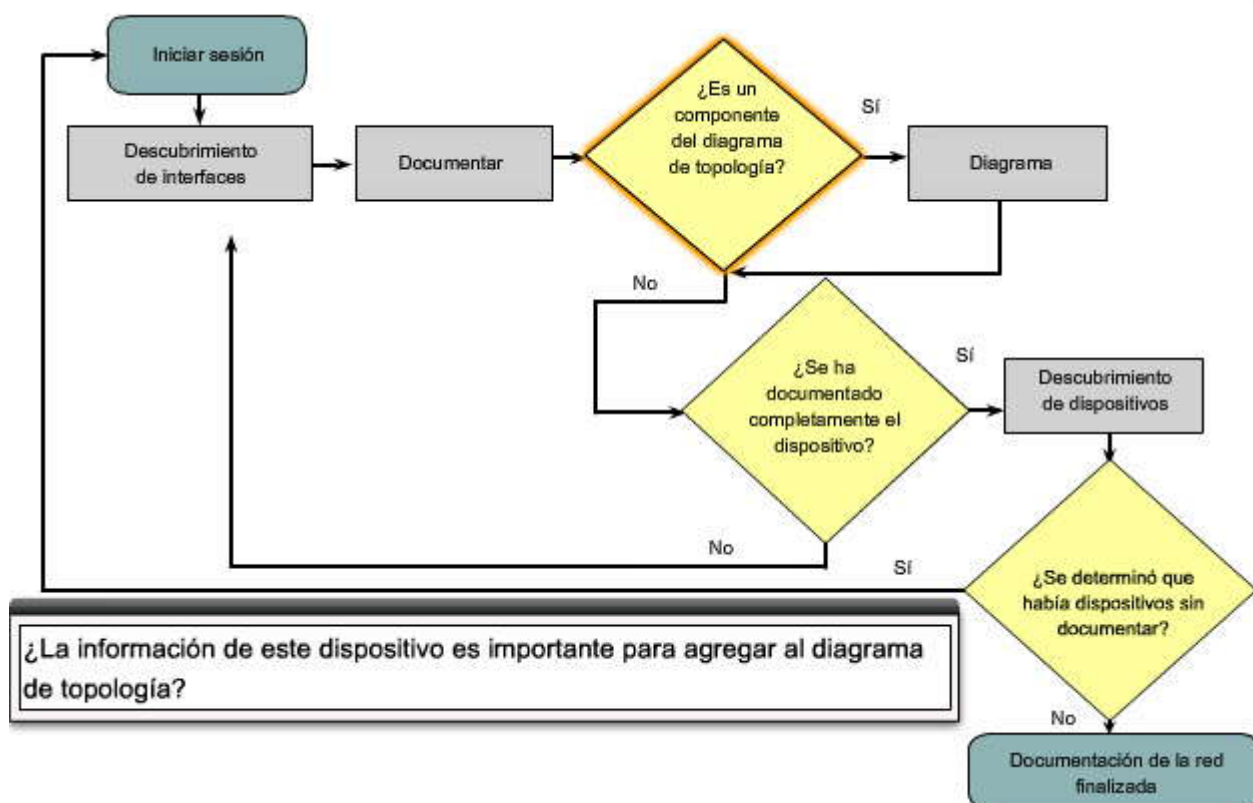 Iniciar sesión
Descubrimiento
de interfaces
Documentar
¿Es un
componente
del diagrama
de topología?
Sí
Diagrama
No
¿Se ha
documentado
completamente el
dispositivo?
Sí
Descubrimiento
de dispositivos
No
Sí
¿Se determinó que
había dispositivos sin
documentar?
¿La información de este dispositivo es importante para agregar al diagrama
de topología?
No
Documentación de la red
finalizada